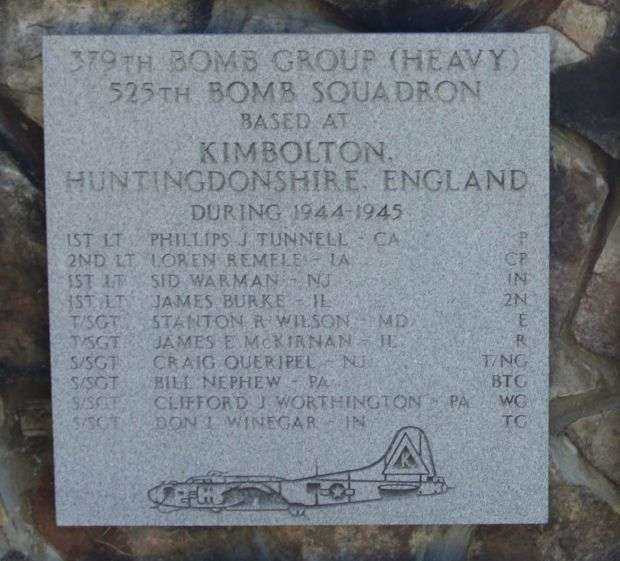 379TH BOMB GROUP (HEAVY)
525TH BOMB SQUADRON
BASED AT
KIMBOLTON,
HUNTINGDONSHIRE, ENGLAND
DURING 1944-1945
1ST LT PHILLIPS J TUNNELL - CA P
2ND LT LOREN REMFLE - IA CP
1ST LT SID WARMAN - NJ 1N
1ST LT JAMES BURKE - IL 2N
T/SGT STANTON R WILSON - MD E
T/SGT JAMES E MCKIRNAN - IL R
S/SGT CRAIG QUERIPEL - NJ T/NG
S/SGT BILL NEPHEW - PA BTG
S/SGT CLIFFORD J WORTHINGTON - PA WG
S/SGT DON L WINEGAR - IN TG
K